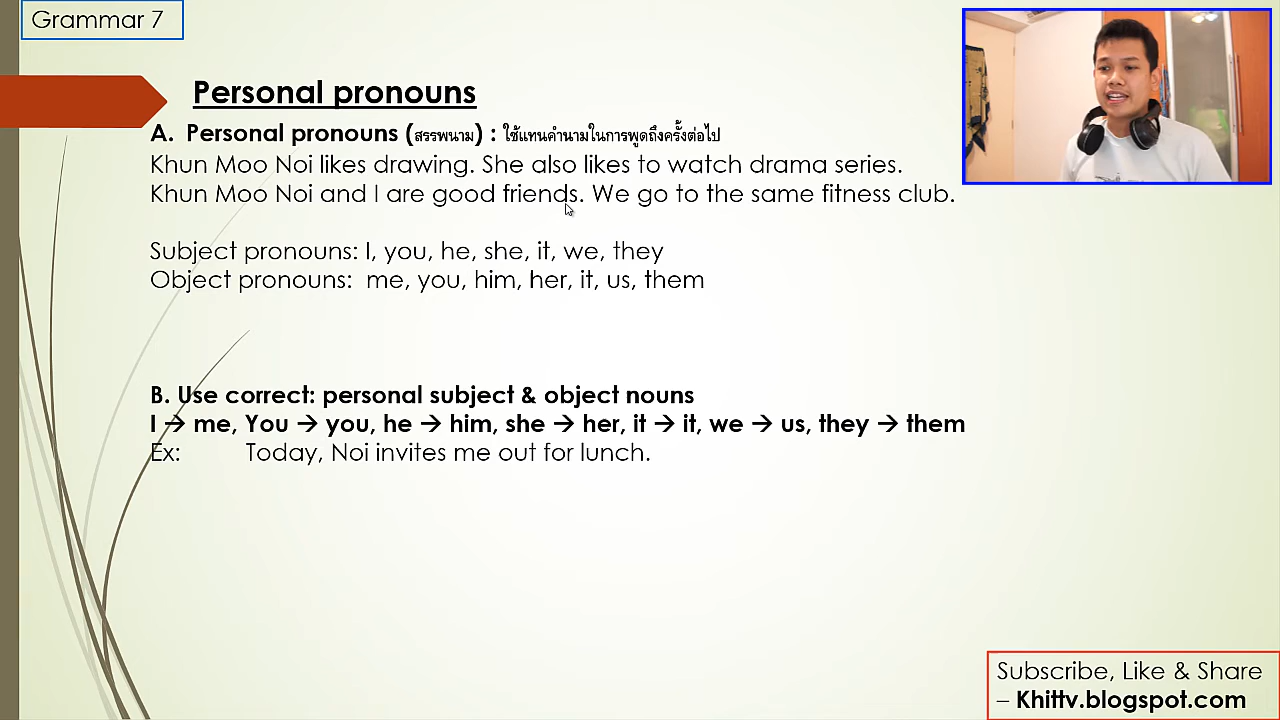 Grammar 7
Personal pronouns
A. Personal pronouns (สรรพนาม) : ใช้แทนคำนามในการพูดถึงครั้งต่อไป
Khun Moo Noi likes drawing. She also likes to watch drama series.
Khun Moo Noi and I are good friends. We go to the same fitness club.
Subject pronouns: I, you, he, she, it, we, they
Object pronouns: me, you, him, her, it, us, them
B. Use correct: personal subject & object nouns
I → me, You → you, he → him, she → her, it → it, we → us, they → them
Ex: Today, Noi invites me out for lunch.
Subscribe, Like & Share
– Khittv.blogspot.com